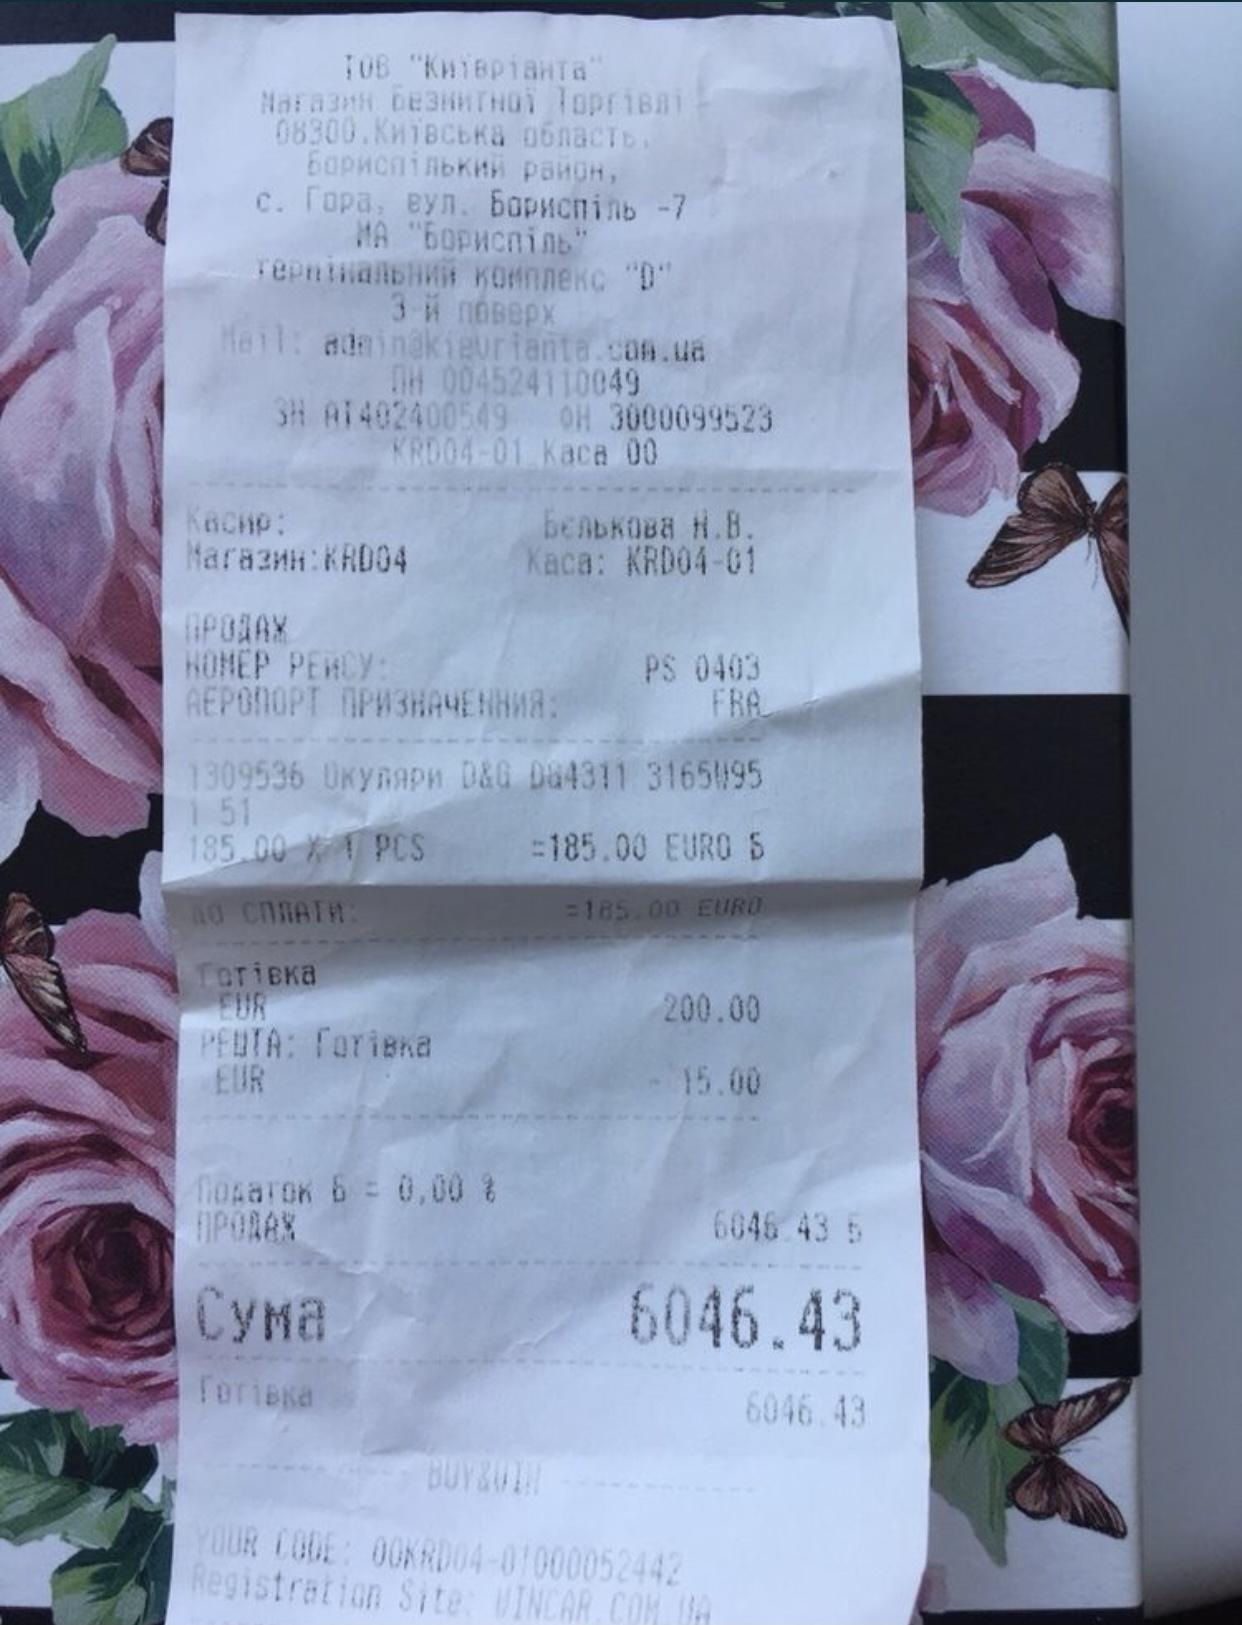 ТОВ "Київріанта"
Магазин Безмитної Торгівлі
08300.Київська область,
Бориспількии район,
с. Гора, вул. Бориспіль -7
МА "Бориспіль"
термінальний комплекс "D"
3-й поверх
Mail: admin@kievrianta.com.ua
ПН 004524110049
ЗН АТ402400549 ФН 3000099523
KRD04-01 Каса 00
Касир: Бєлькова Н.В.
Магазин:KRD04 Каса: KRD04-01
ПРОДАЖ
НОМЕР РЕЙСУ: PS 0403
АЕРОПОРТ ПРИЗНАЧЕННИЯ: FRA
1309536 Окуляри D&G DG4311 3165W95
1 51
185.00 X 1 PCS =185.00 EURO Б
ДО СПЛАТИ: =185.00 EURO
Готівка
EUR 200.00
РЕШТА: Готівка
EUR - 15.00
Податок Б = 0,00 %
ПРОДАЖ 6046.43 Б
Сума 6046.43
Готівка 6046.43
BUY&WIN
YOUR CODE: 00KRD04-01000052442
Registration Site: WINCAR.COM.UA